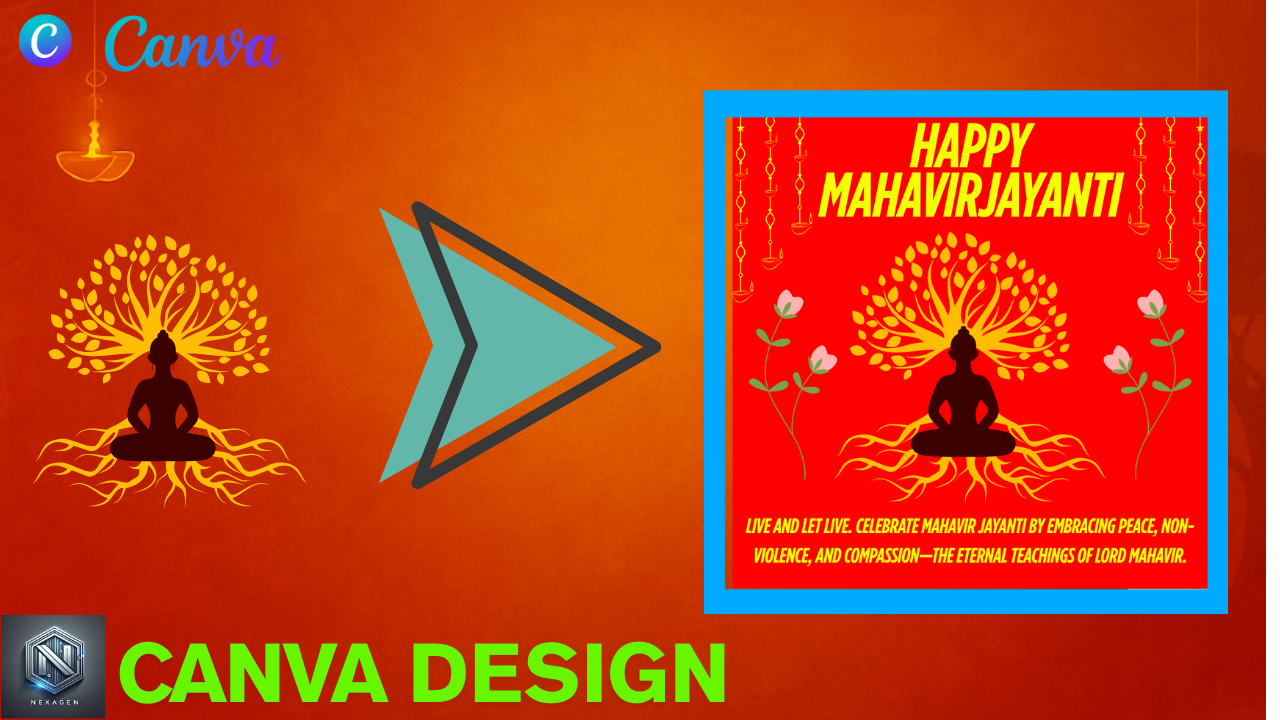 C
Canva
HAPPY
MAHAVIRJAYANTI
LIVE AND LET LIVE. CELEBRATE MAHAVIR JAYANTI BY EMBRACING PEACE, NON-
VIOLENCE, AND COMPASSION—THE ETERNAL TEACHINGS OF LORD MAHAVIR.
N
NEXAGEN
CANVA DESIGN